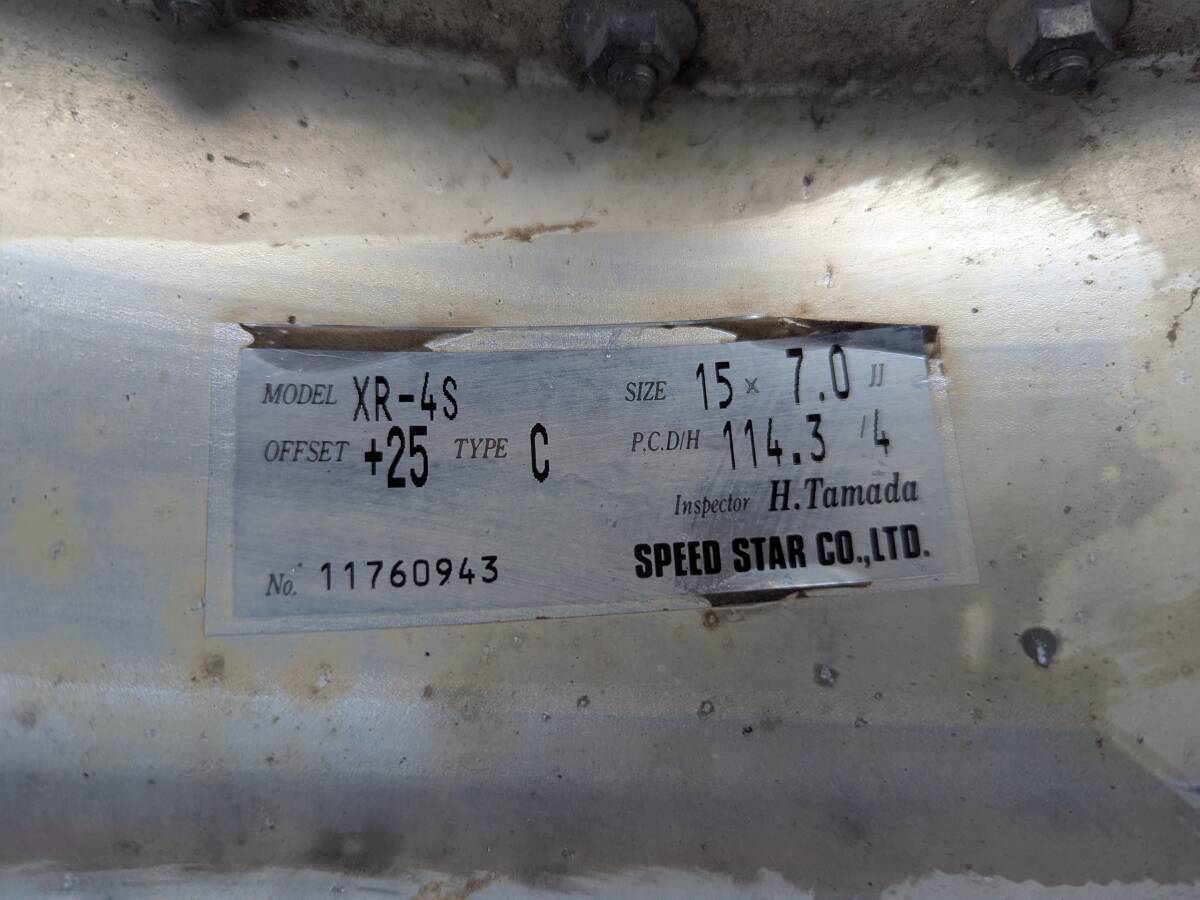 MODEL XR-4S SIZE 15 × 7.0 JJ
OFFSET +25 TYPE C P.C.D/H 114.3 /4
Inspector H.Tamada
No. 11760943 SPEED STAR CO.,LTD.